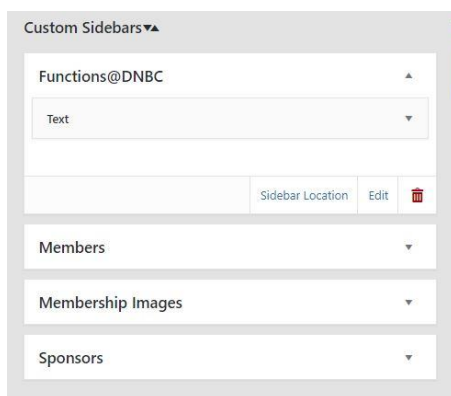 Custom Sidebars
Functions@DNBC
Text
Sidebar Location Edit
Members
Membership Images
Sponsors